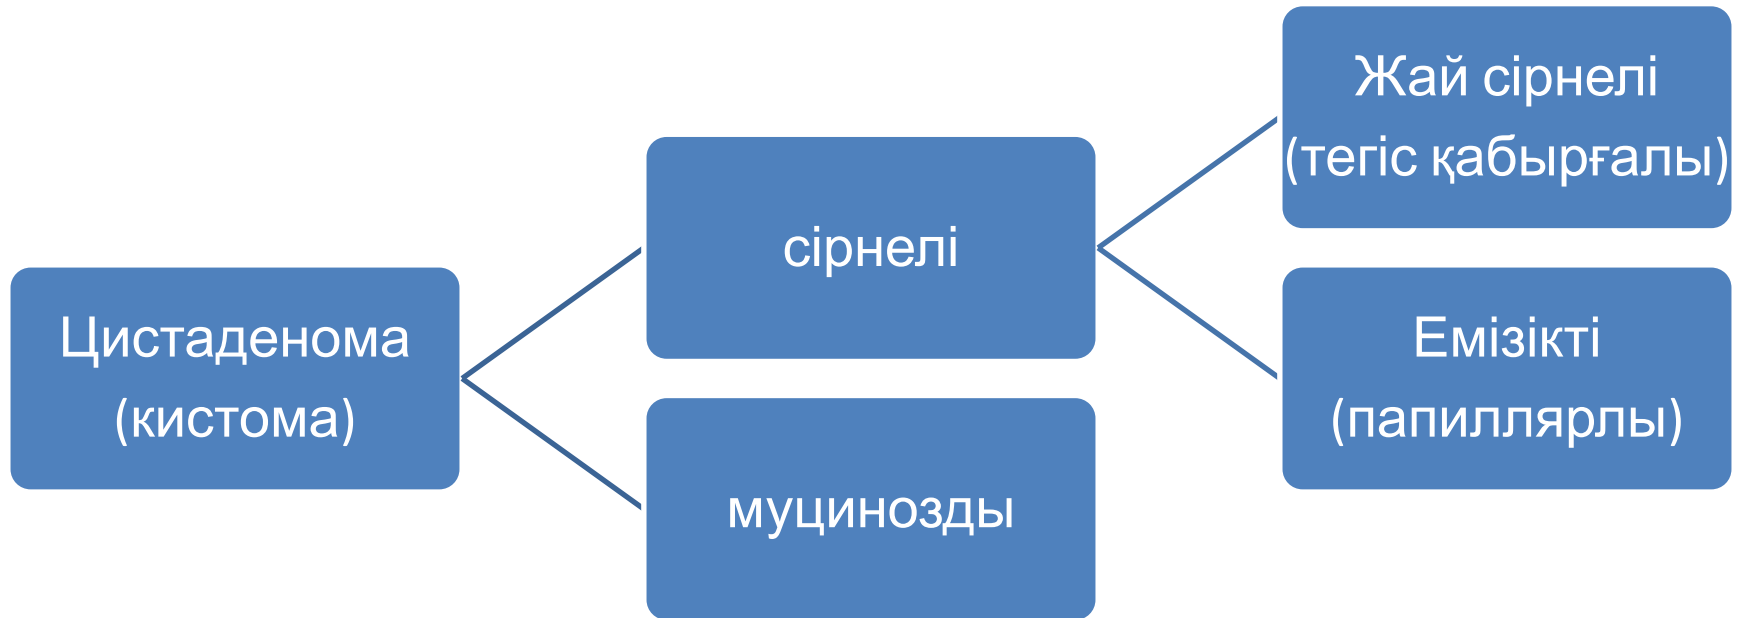 Цистаденома
(кистома)
сірнелі
муцинозды
Жай сірнелі
(тегіс қабырғалы)
Емізікті
(папиллярлы)